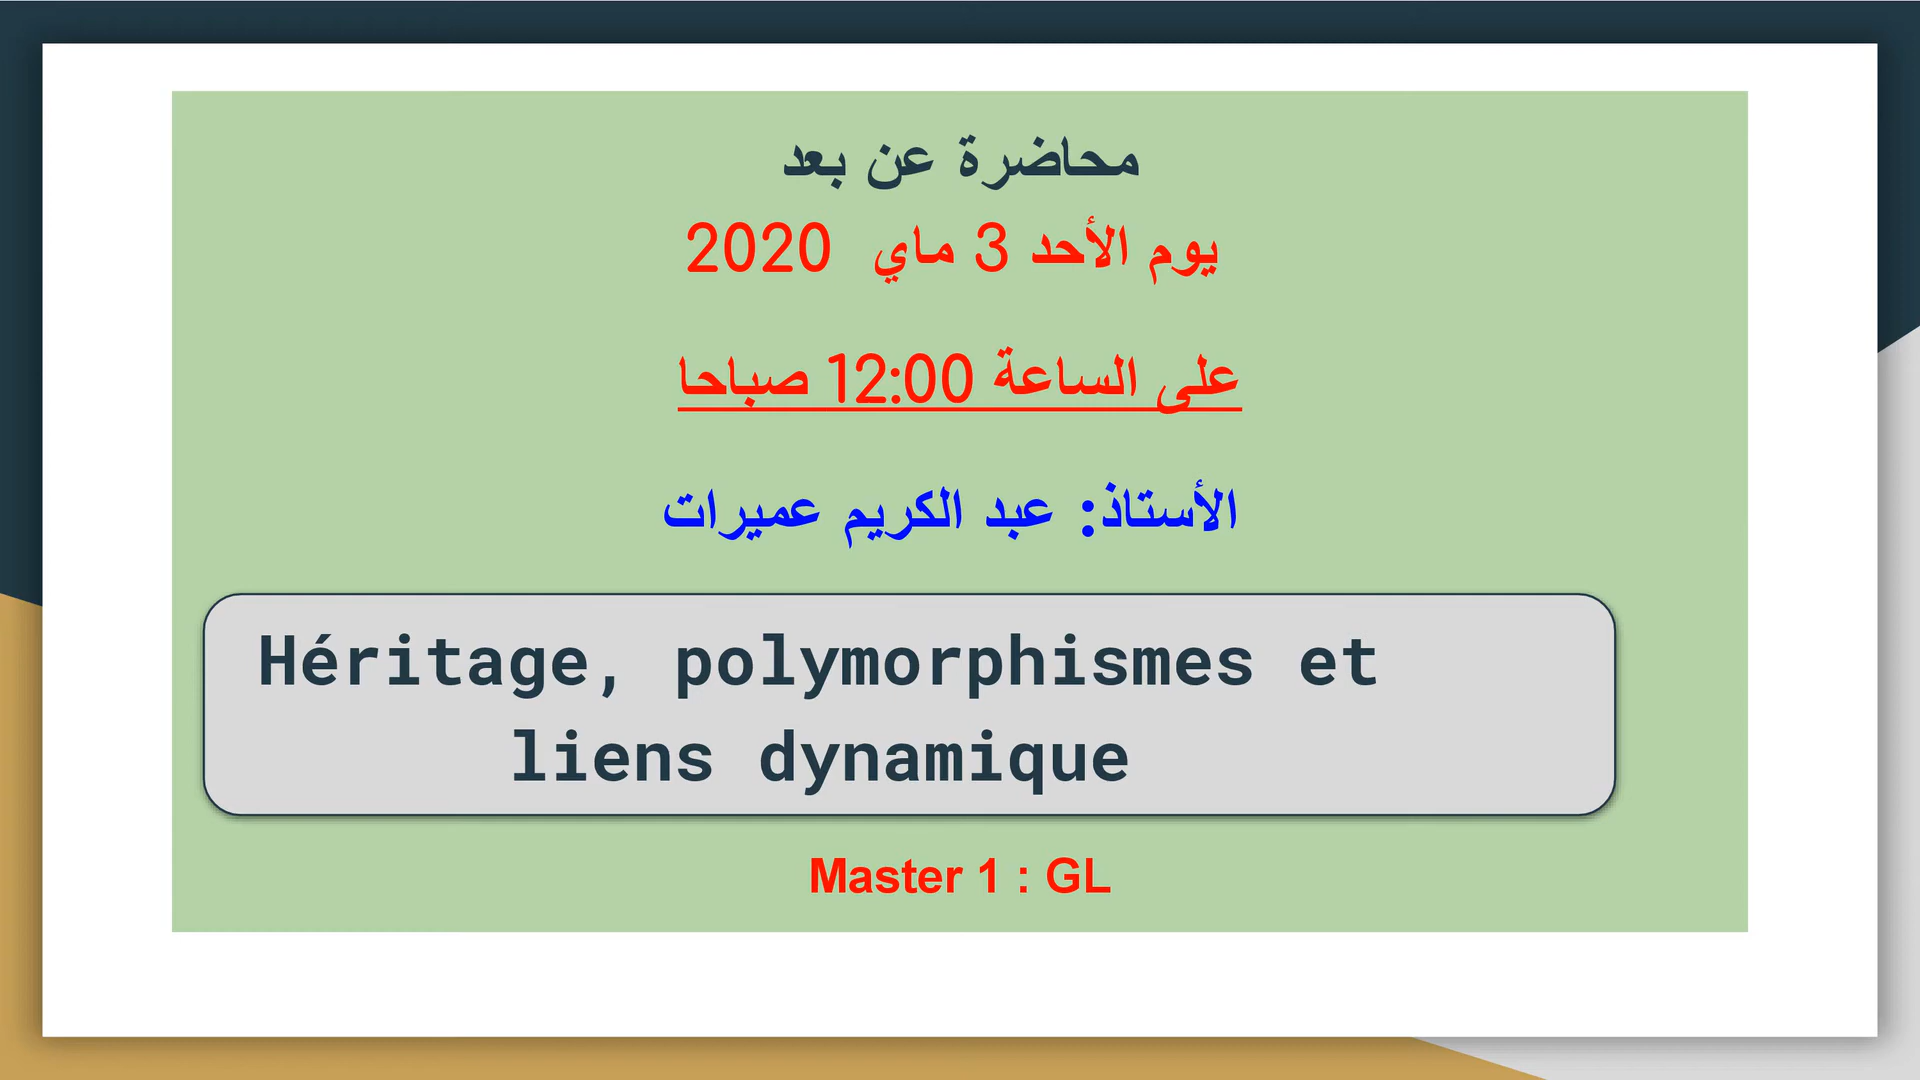 محاضرة عن بعد
يوم الأحد 3 ماي 2020
على الساعة 12:00 صباحا
الأستاذ: عبد الكريم عميرات
Héritage, polymorphismes et
liens dynamique
Master 1 : GL